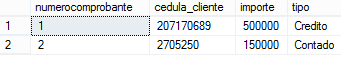 numerocomprobante cedula_cliente importe tipo
1 1 207170689 500000 Credito
2 2 2705250 150000 Contado